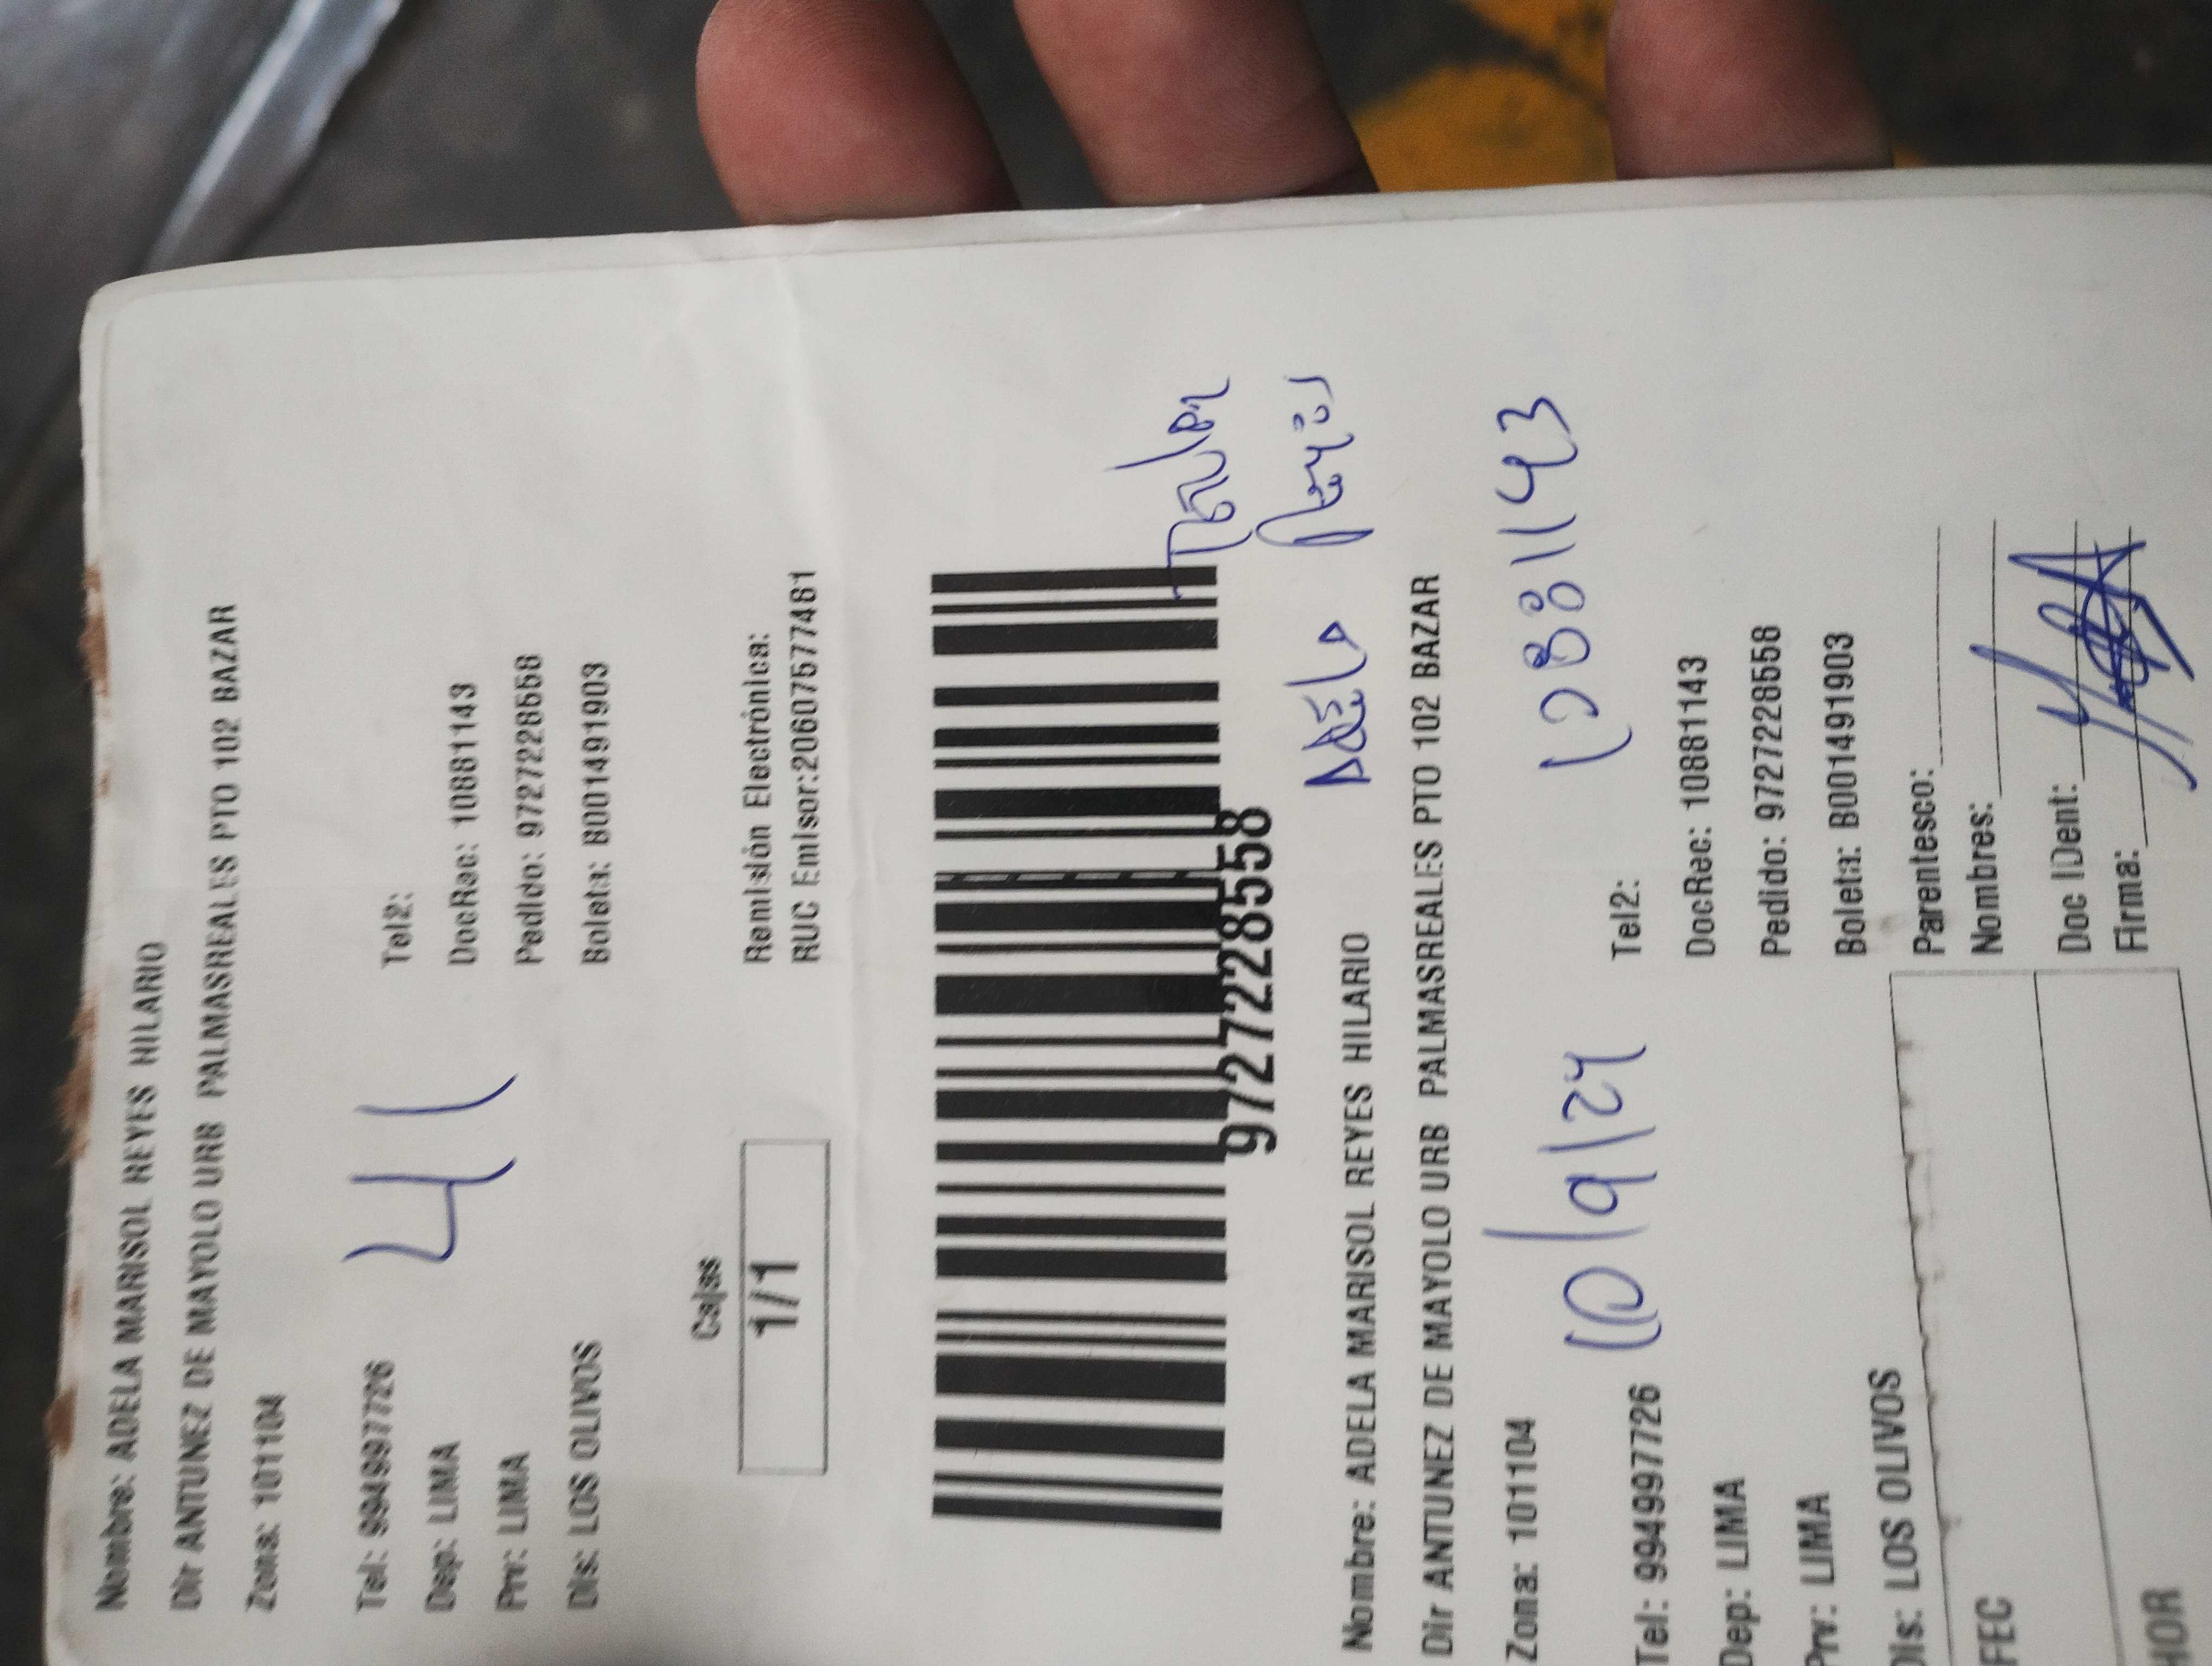 Nombre: ADELA MARISOL REYES HILARIO
Dir ANTUNEZ DE MAYOLO URB PALMASREALES PTO 102 BAZAR
Zona: 101104
41
Tel: 994997726 Tel2:
Dep: LIMA DocRec: 10881143
Prv: LIMA Pedido: 9727228558
Dis: LOS OLIVOS Boleta: B001491903
Cajas
1/1
Remisión Electrónica:
RUC Emisor:20607577481
9727228558
Titular
Adela Reyes
Nombre: ADELA MARISOL REYES HILARIO
Dir ANTUNEZ DE MAYOLO URB PALMASREALES PTO 102 BAZAR
Zona: 101104
10/9/24 10881143
Tel: 994997726 Tel2:
Dep: LIMA DocRec: 10881143
Prv: LIMA Pedido: 9727228558
Dis: LOS OLIVOS Boleta: B001491903
FEC Parentesco:
Nombres:
HOR Doc IDent:
Firma: